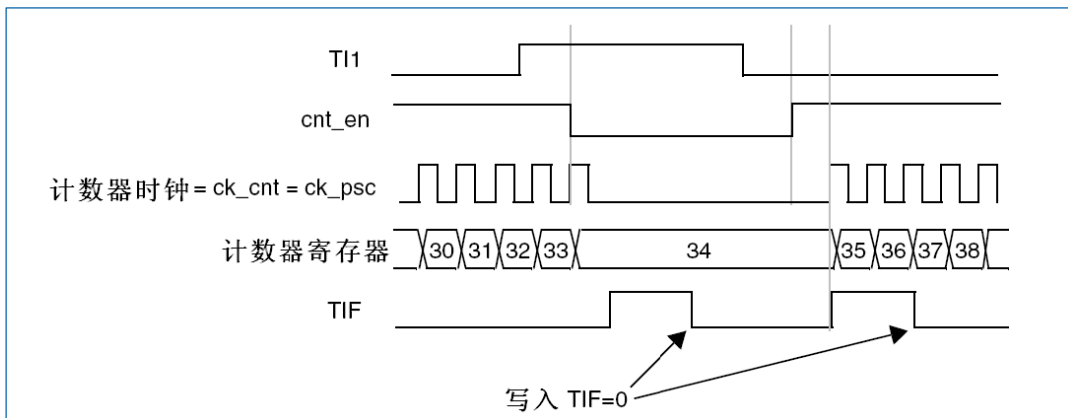 TI1
cnt_en
计数器时钟 = ck_cnt = ck_psc
计数器寄存器 30 31 32 33 34 35 36 37 38
TIF
写入 TIF=0